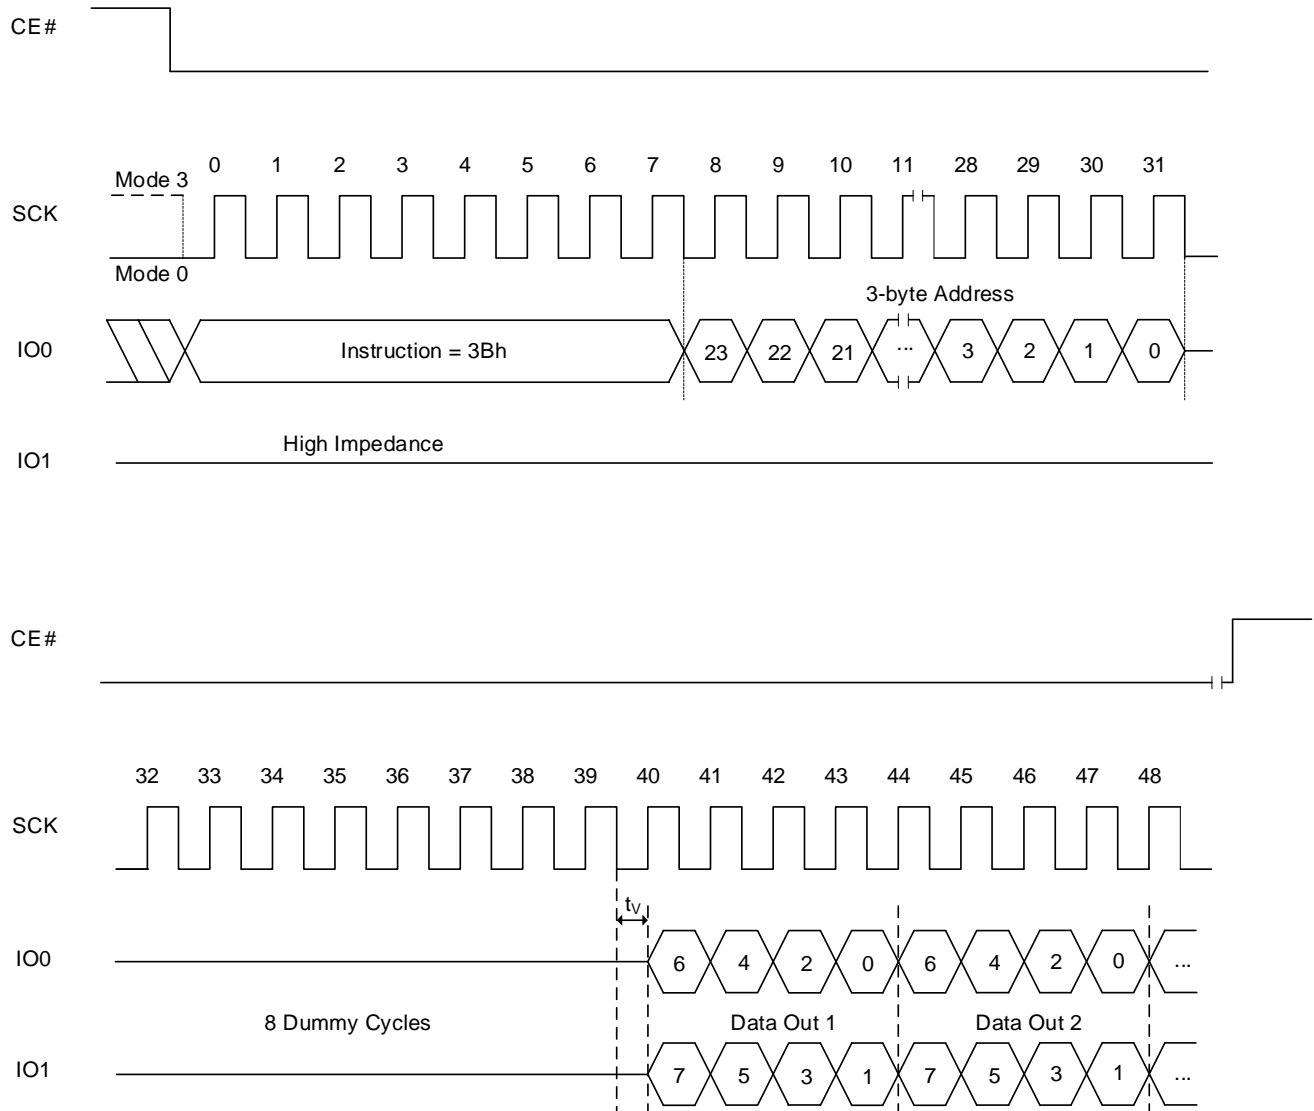 CE#
0 1 2 3 4 5 6 7 8 9 10 11 28 29 30 31
Mode 3
SCK
Mode 0
3-byte Address
IO0 Instruction = 3Bh 23 22 21 ... 3 2 1 0
High Impedance
IO1
CE#
32 33 34 35 36 37 38 39 40 41 42 43 44 45 46 47 48
SCK
tV
IO0 6 4 2 0 6 4 2 0 ...
8 Dummy Cycles Data Out 1 Data Out 2
IO1 7 5 3 1 7 5 3 1 ...